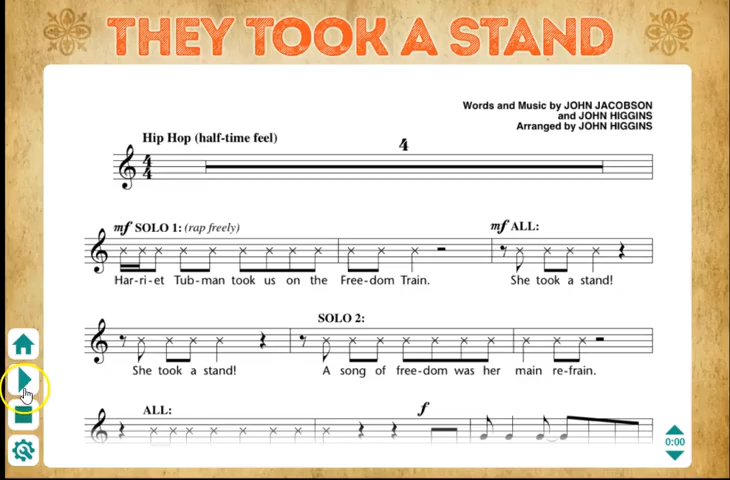 THEY TOOK A STAND
Words and Music by JOHN JACOBSON
and JOHN HIGGINS
Arranged by JOHN HIGGINS
Hip Hop (half-time feel)
4
4
4
mf SOLO 1: (rap freely)
mf ALL:
Har-ri-et Tub-man took us on the Free-dom Train. She took a stand!
SOLO 2:
She took a stand! A song of free-dom was her main re-frain.
ALL:
f
0:00